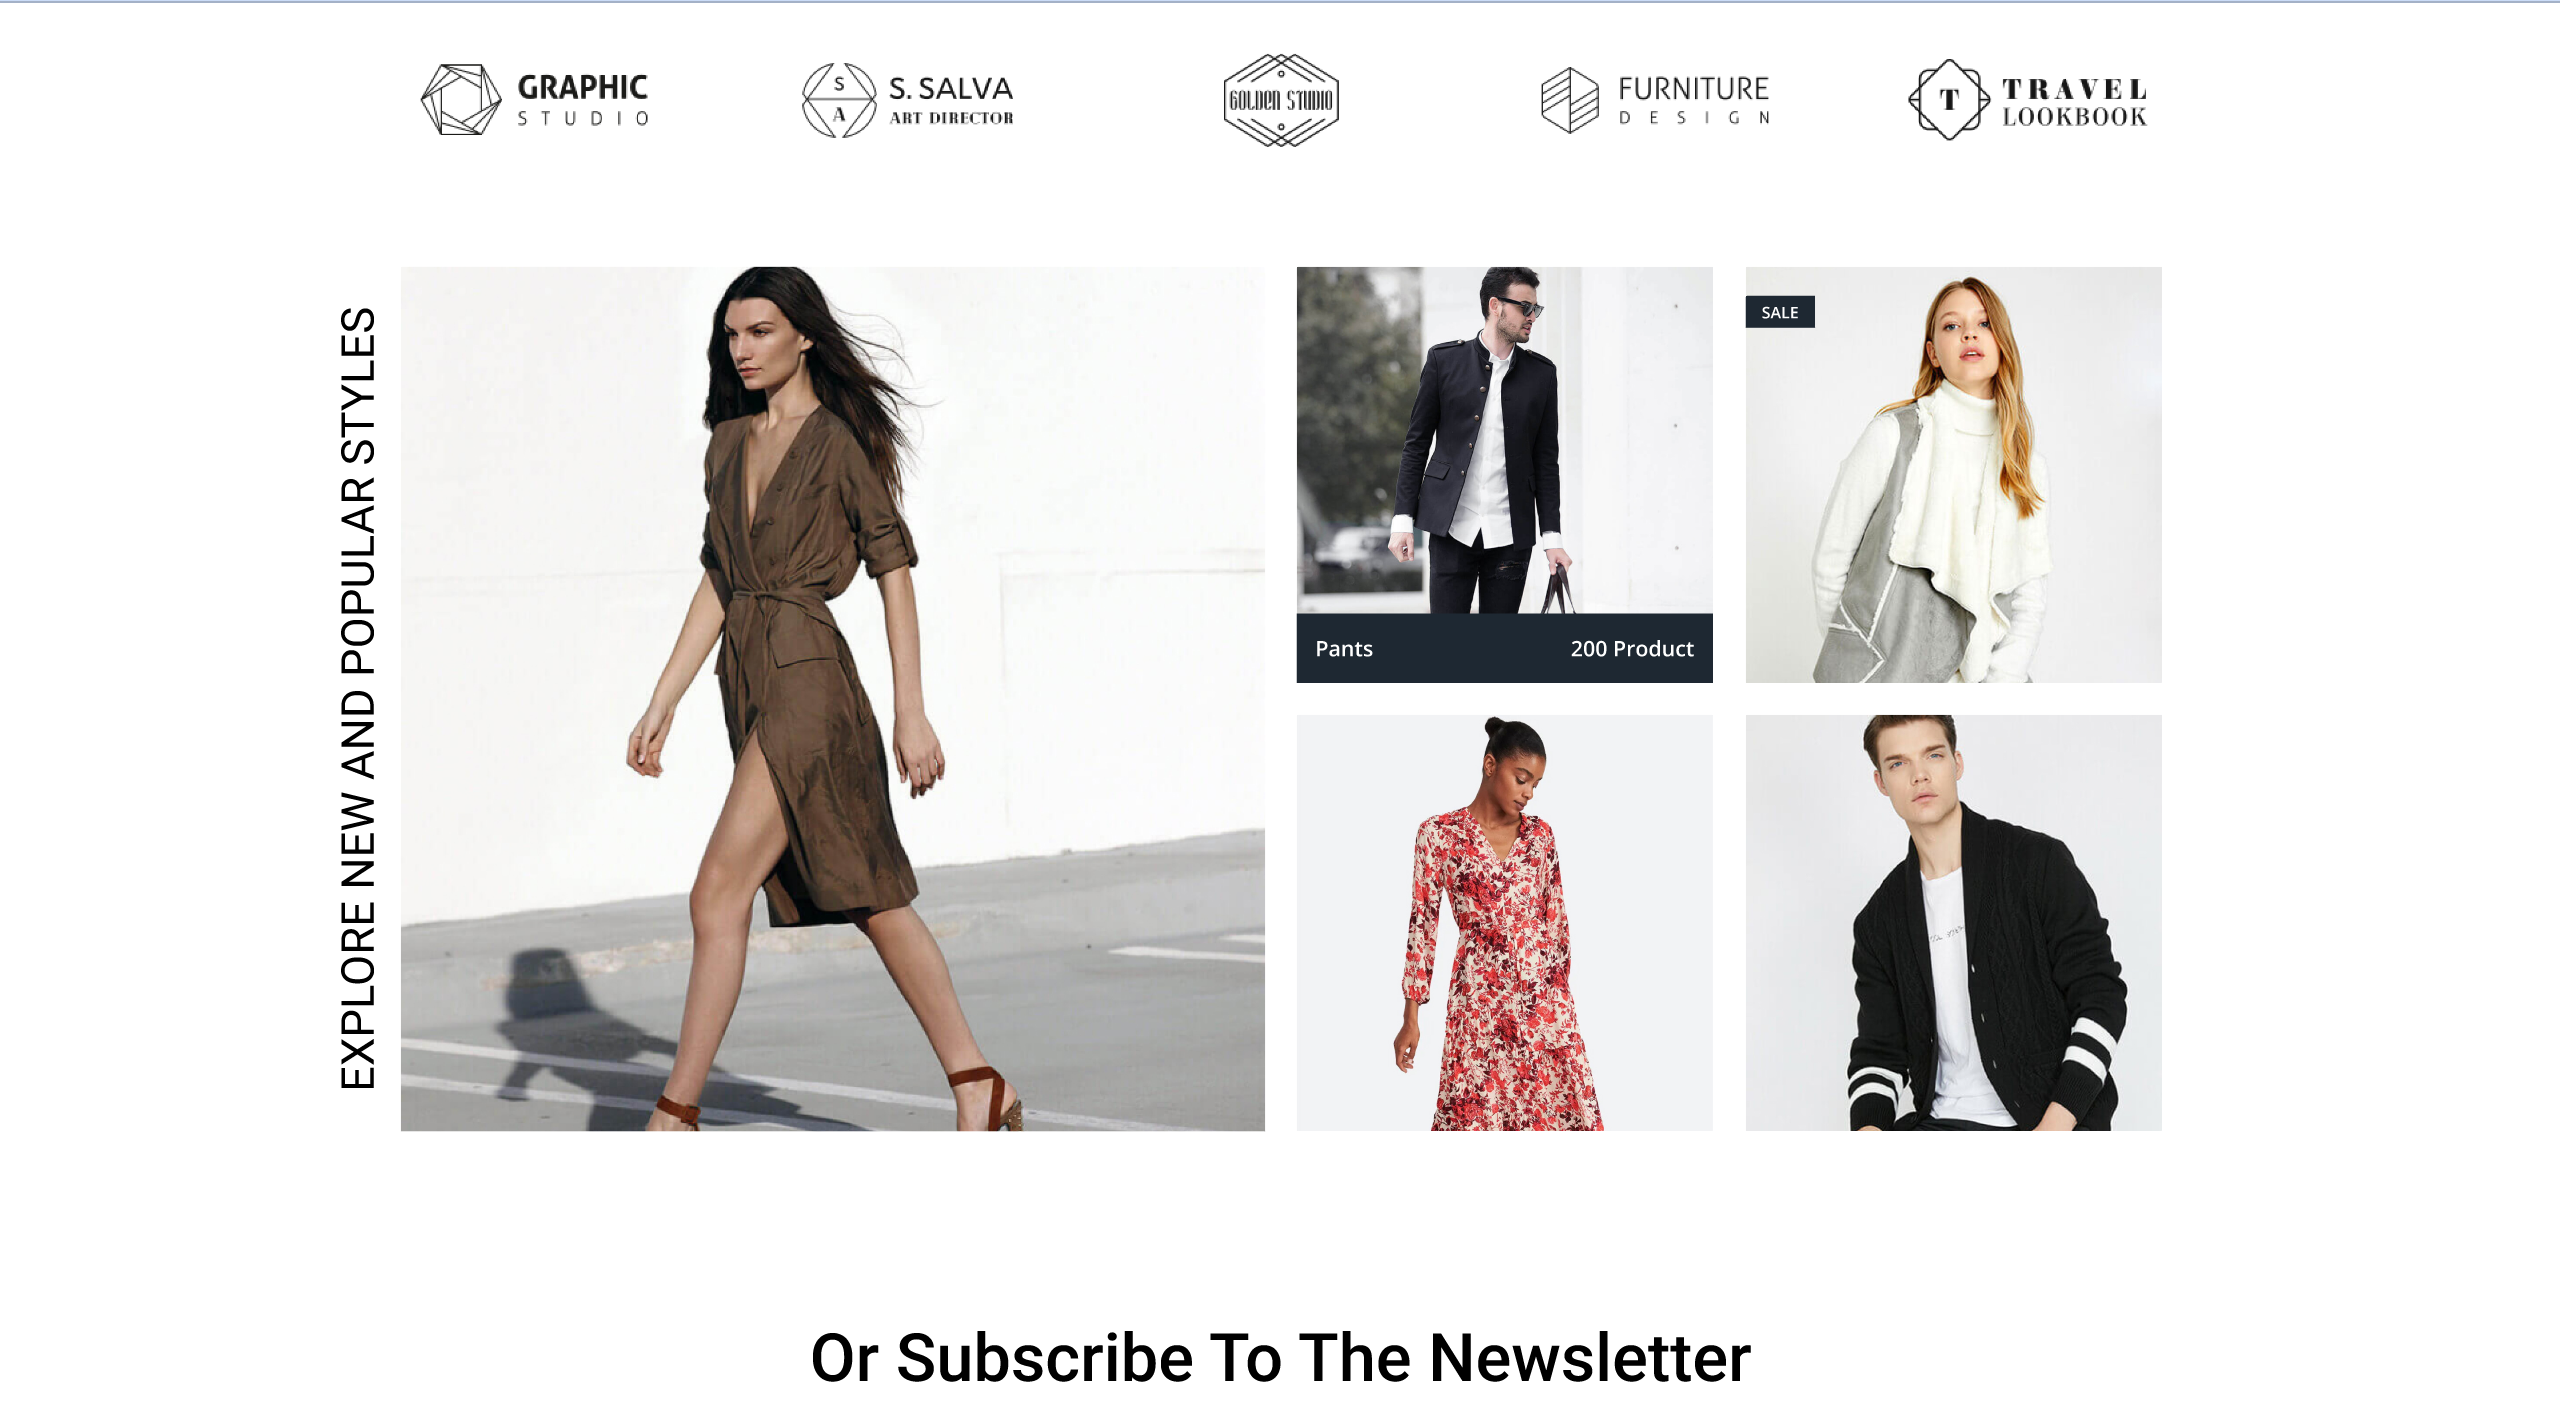 GRAPHIC
STUDIO
S
A
S. SALVA
ART DIRECTOR
GOLDEN STUDIO
FURNITURE
DESIGN
T
TRAVEL
LOOKBOOK
EXPLORE NEW AND POPULAR STYLES
SALE
Pants
200 Product
Or Subscribe To The Newsletter